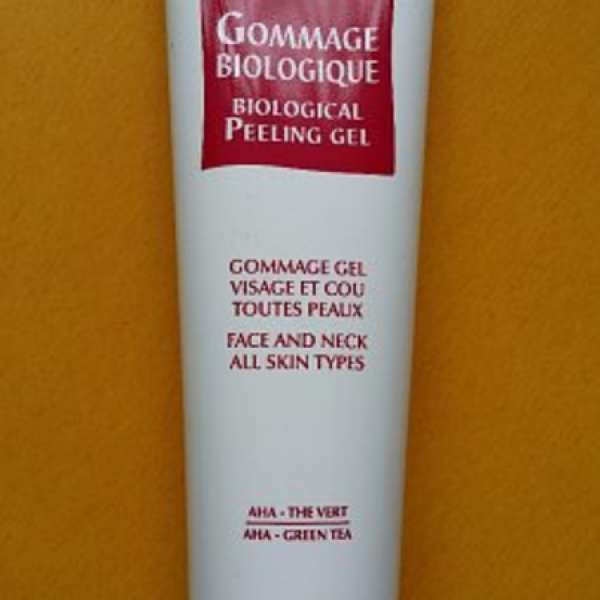 GOMMAGE
BIOLOGIQUE
BIOLOGICAL
PEELING GEL
GOMMAGE GEL
VISAGE ET COU
TOUTES PEAUX
FACE AND NECK
ALL SKIN TYPES
AHA - THE VERT
AHA - GREEN TEA